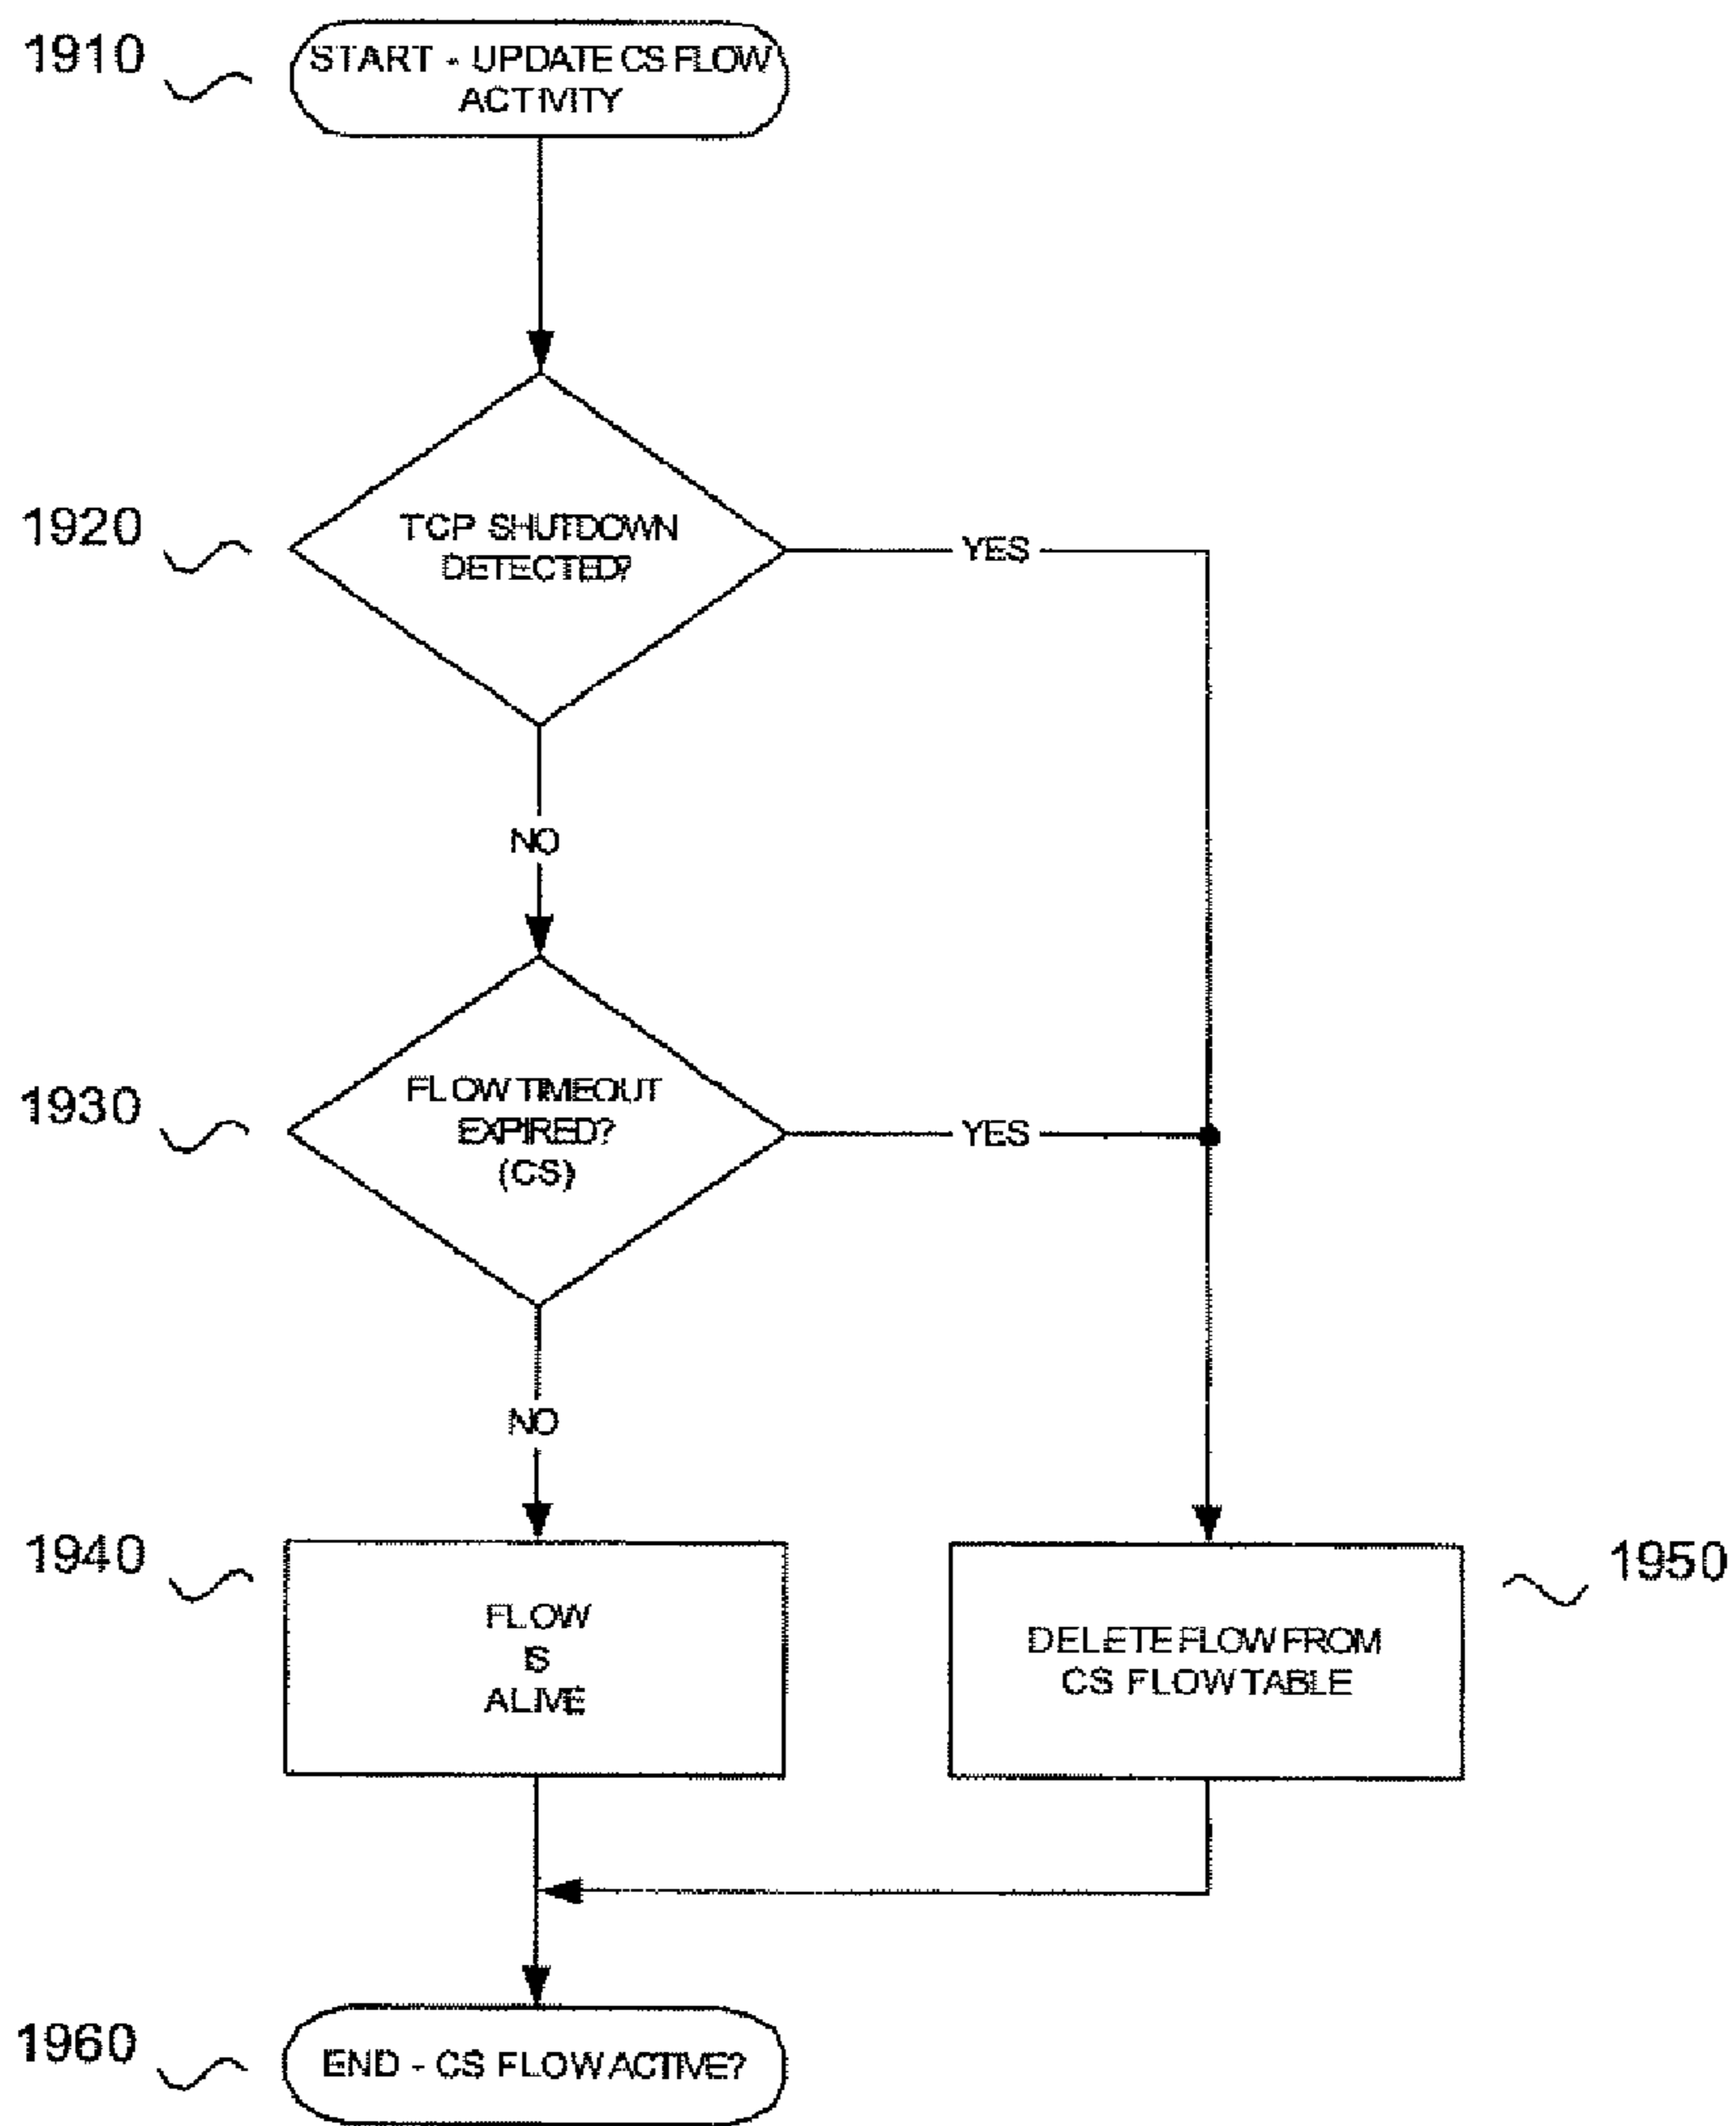 1910
START - UPDATE CS FLOW
ACTIVITY
1920
TCP SHUTDOWN
DETECTED?
YES
NO
1930
FLOW TIMEOUT
EXPIRED?
(CS)
YES
NO
1940
FLOW
IS
ALIVE
DELETE FLOW FROM
CS FLOW TABLE
1950
1960
END - CS FLOW ACTIVE?